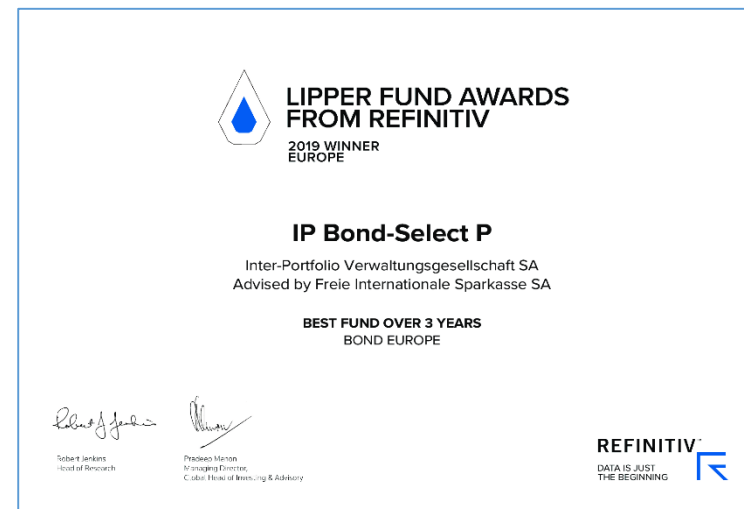 LIPPER FUND AWARDS
FROM REFINITIV
2019 WINNER
EUROPE
IP Bond-Select P
Inter-Portfolio Verwaltungsgesellschaft SA
Advised by Freie Internationale Sparkasse SA
BEST FUND OVER 3 YEARS
BOND EUROPE
Robert J Jenkins
Robert Jenkins
Head of Research
Pradeep Menon
Managing Director,
Global Head of Investing & Advisory
REFINITIV
DATA IS JUST
THE BEGINNING